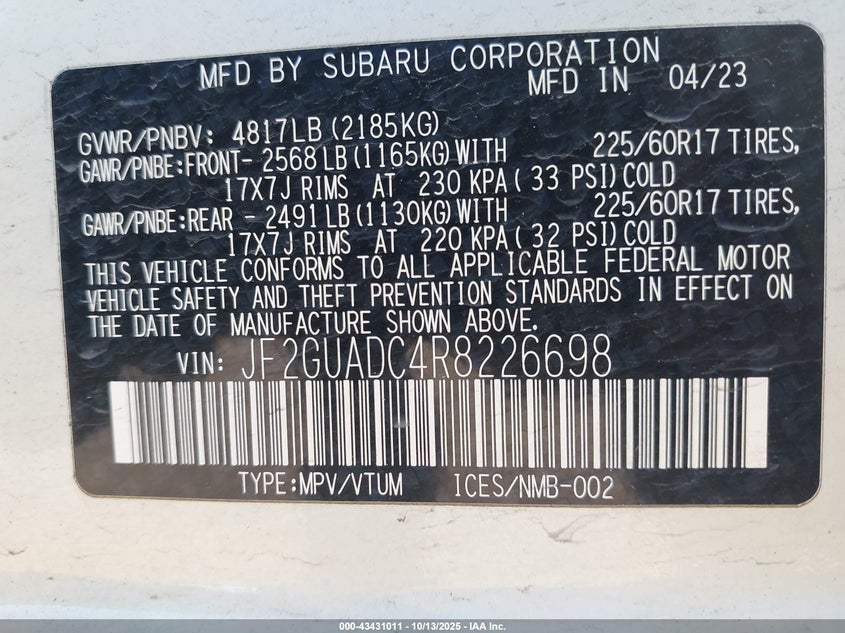 MFD BY SUBARU CORPORATION
MFD IN 04/23
GVWR/PNBV: 4817LB (2185KG)
GAWR/PNBE:FRONT- 2568 LB (1165KG) WITH 225/60R17 TIRES,
17X7J RIMS AT 230 KPA ( 33 PSI) COLD
GAWR/PNBE:REAR - 2491 LB (1130KG) WITH 225/60R17 TIRES,
17X7J RIMS AT 220 KPA ( 32 PSI) COLD
THIS VEHICLE CONFORMS TO ALL APPLICABLE FEDERAL MOTOR
VEHICLE SAFETY AND THEFT PREVENTION STANDARDS IN EFFECT ON
THE DATE OF MANUFACTURE SHOWN ABOVE.
VIN: JF2GUADC4R8226698
TYPE:MPV/VTUM ICES/NMB-002
000-43431011 - 10/13/2025 - IAA Inc.